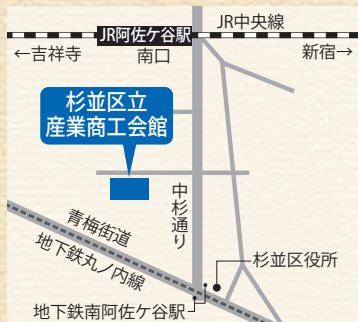 JR中央線
JR阿佐ケ谷駅
←吉祥寺
南口
新宿→
杉並区立
産業商工会館
中杉通り
青梅街道
地下鉄丸ノ内線
杉並区役所
地下鉄南阿佐ケ谷駅